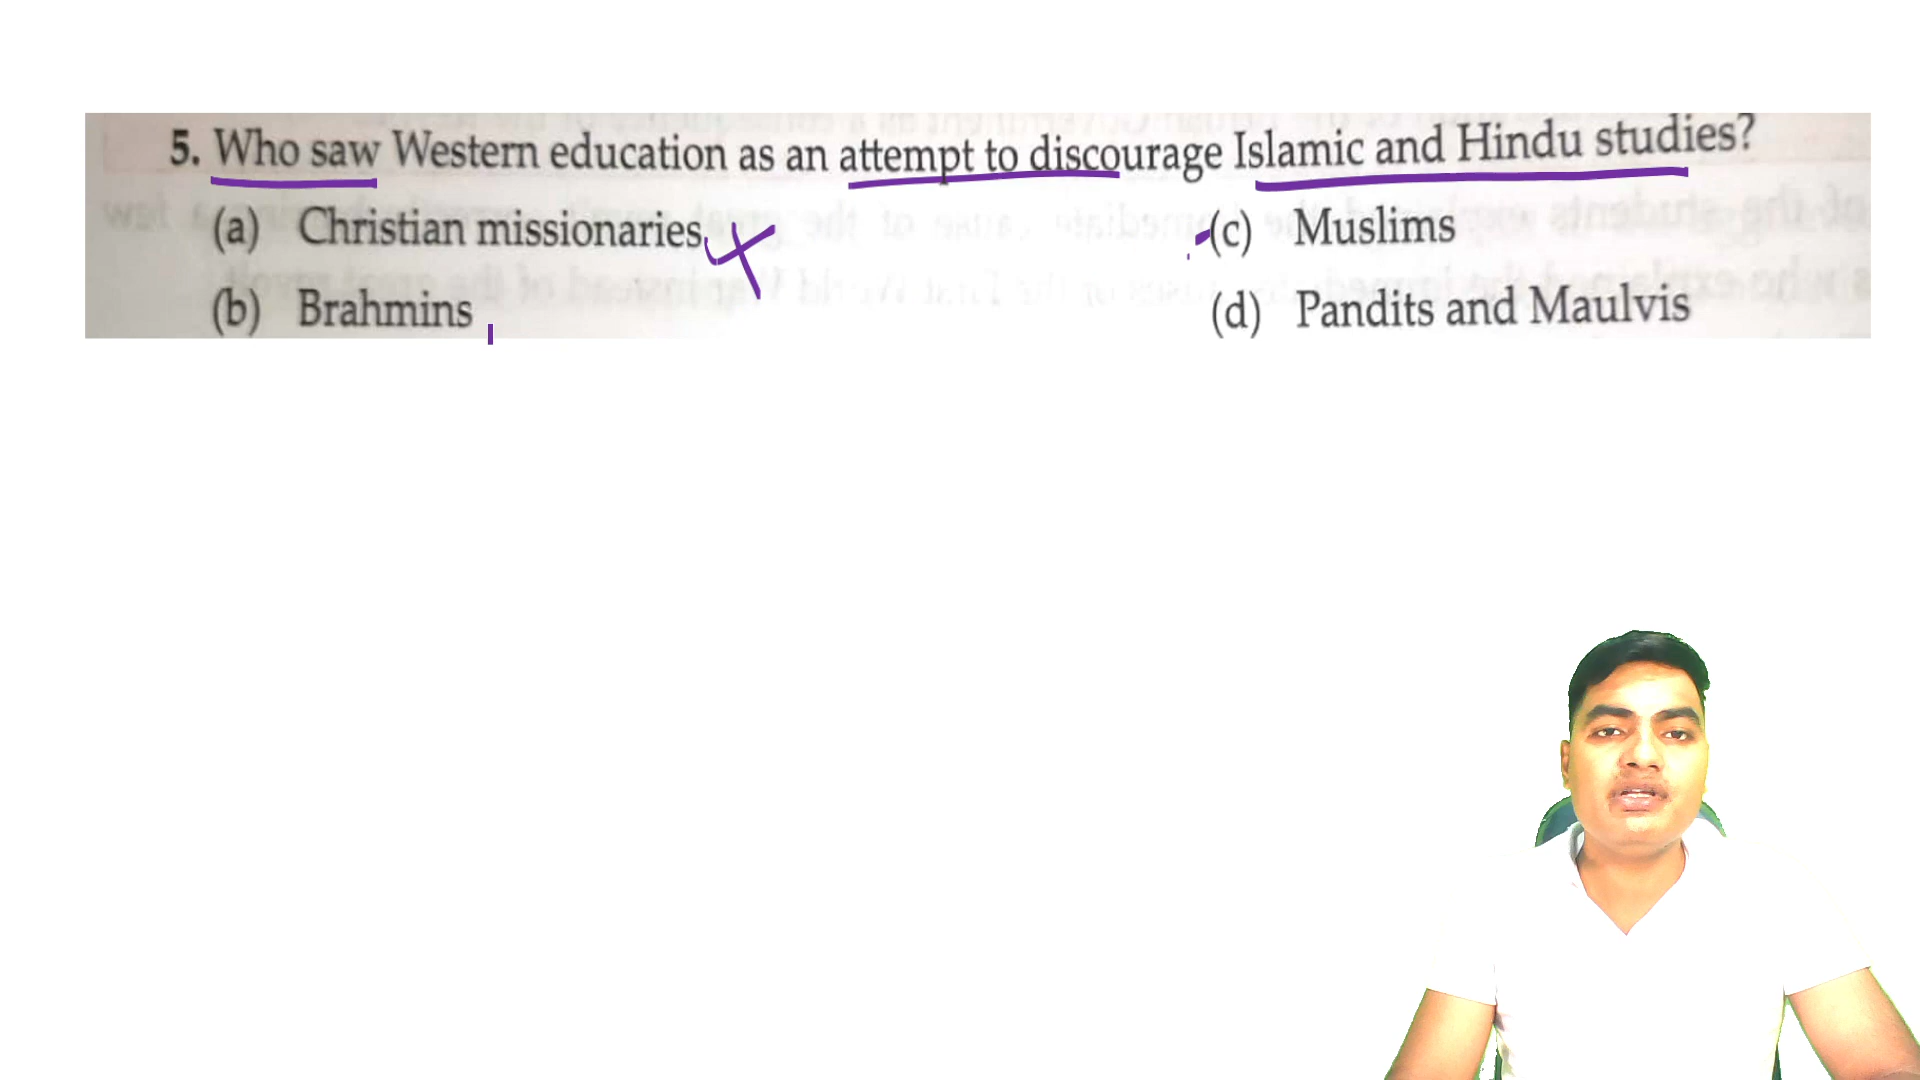 5. Who saw Western education as an attempt to discourage Islamic and Hindu studies?
(a) Christian missionaries
(b) Brahmins
(c) Muslims
(d) Pandits and Maulvis